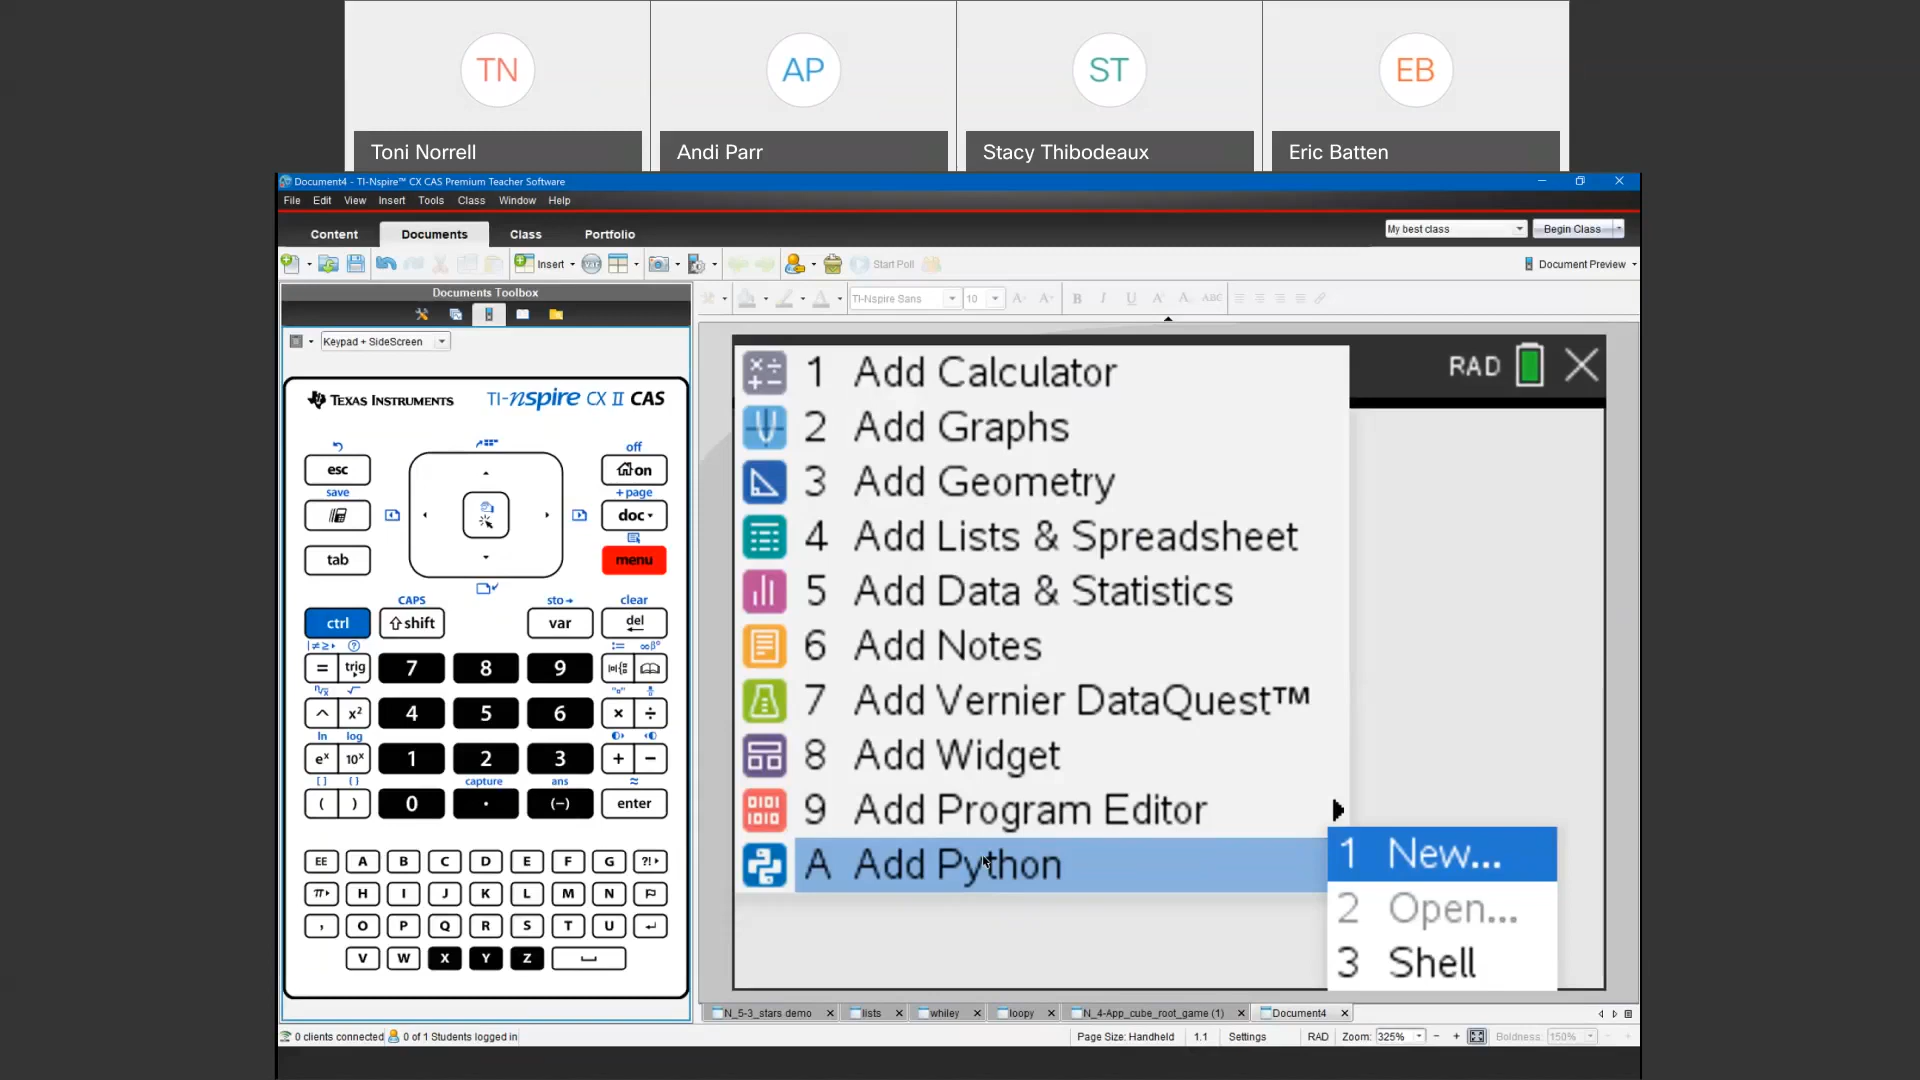 TN
AP
ST
EB
Toni Norrell
Andi Parr
Stacy Thibodeaux
Eric Batten
Document4 - TI-Nspire™ CX CAS Premium Teacher Software
File Edit View Insert Tools Class Window Help
Content Documents Class Portfolio
My best class
Begin Class
Insert
Start Poll
Document Preview
Documents Toolbox
TI-Nspire Sans 10
B I U
Keypad + SideScreen
TEXAS INSTRUMENTS TI-nspire CX II CAS
off
esc on
save + page
doc
tab menu
CAPS sto→ clear
ctrl shift var del
= trig 7 8 9
^ x² 4 5 6 × ÷
ln log
eˣ 10ˣ 1 2 3 + −
[ ] { } capture ans ≈
( ) 0 . (−) enter
EE A B C D E F G ?!
π H I J K L M N
, O P Q R S T U
V W X Y Z
RAD
1 Add Calculator
2 Add Graphs
3 Add Geometry
4 Add Lists & Spreadsheet
5 Add Data & Statistics
6 Add Notes
7 Add Vernier DataQuest™
8 Add Widget
9 Add Program Editor
A Add Python
1 New...
2 Open...
3 Shell
N_5-3_stars demo lists whiley loopy N_4-App_cube_root_game (1) Document4
0 clients connected 0 of 1 Students logged in
Page Size: Handheld 1.1 Settings RAD Zoom: 325% Boldness: 150%